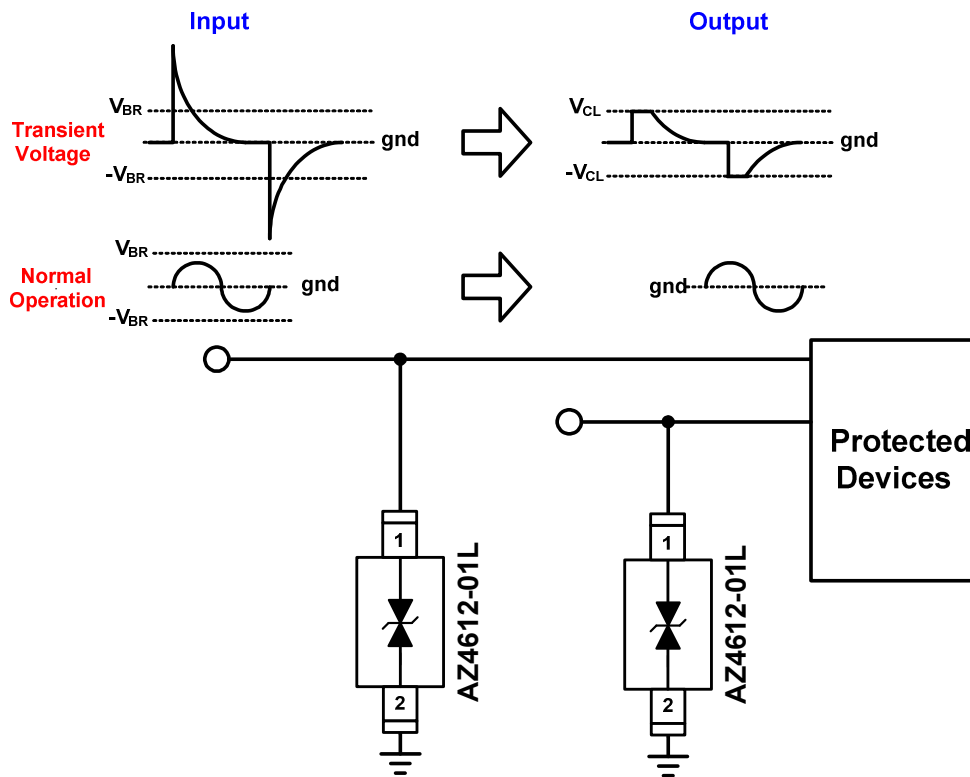 Input
Output
VBR
VCL
Transient
Voltage
gnd
gnd
-VBR
-VCL
VBR
Normal
Operation
gnd
gnd
-VBR
Protected
Devices
1
AZ4612-01L
2
1
AZ4612-01L
2